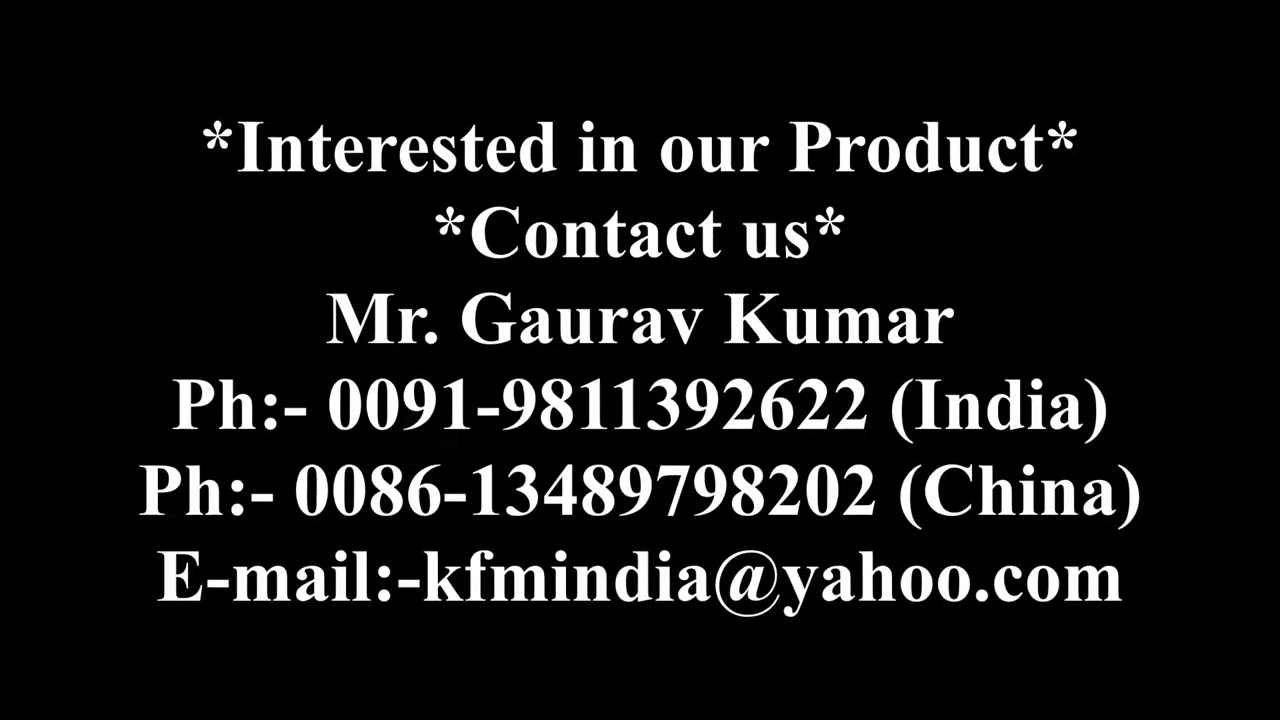 *Interested in our Product*
*Contact us*
Mr. Gaurav Kumar
Ph:- 0091-9811392622 (India)
Ph:- 0086-13489798202 (China)
E-mail:-kfmindia@yahoo.com